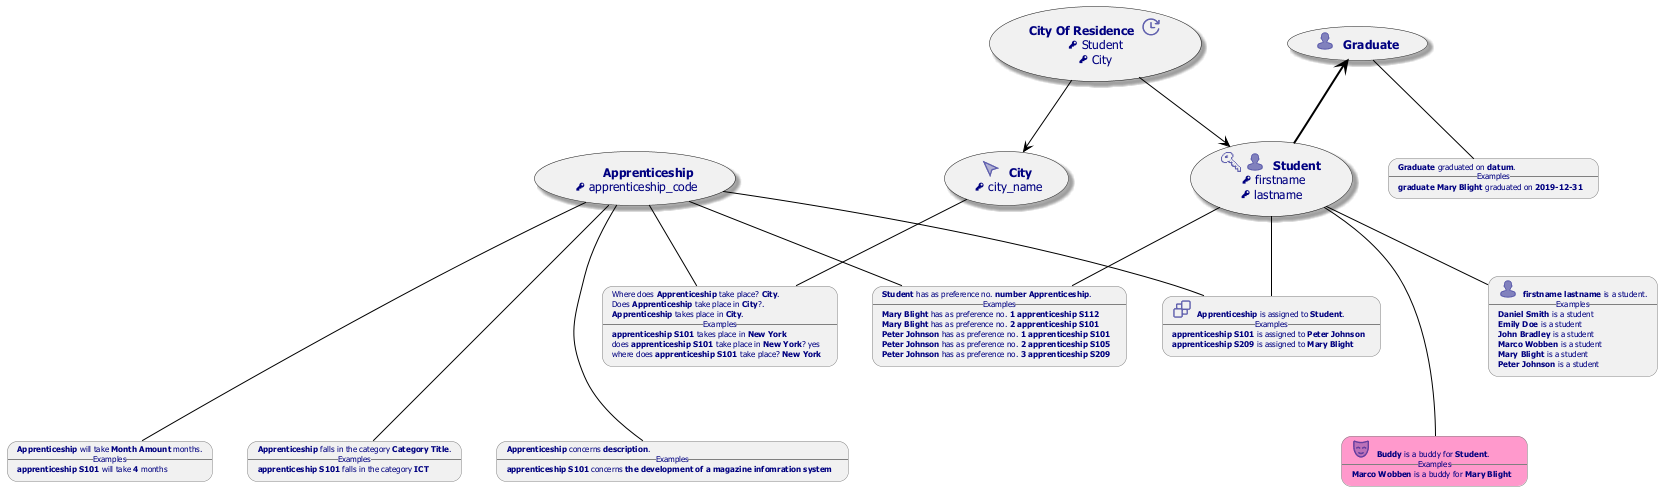 City Of Residence
Student
City
Graduate
Graduate graduated on datum.
Examples
graduate Mary Blight graduated on 2019-12-31
Apprenticeship
apprenticeship_code
City
city_name
Student
firstname
lastname
Where does Apprenticeship take place? City.
Does Apprenticeship take place in City?.
Apprenticeship takes place in City.
Examples
apprenticeship S101 takes place in New York
does apprenticeship S101 take place in New York? yes
where does apprenticeship S101 take place? New York
Student has as preference no. number Apprenticeship.
Examples
Mary Blight has as preference no. 1 apprenticeship S112
Mary Blight has as preference no. 2 apprenticeship S101
Peter Johnson has as preference no. 1 apprenticeship S101
Peter Johnson has as preference no. 2 apprenticeship S105
Peter Johnson has as preference no. 3 apprenticeship S209
Apprenticeship is assigned to Student.
Examples
apprenticeship S101 is assigned to Peter Johnson
apprenticeship S209 is assigned to Mary Blight
firstname lastname is a student.
Examples
Daniel Smith is a student
Emily Doe is a student
John Bradley is a student
Marco Wobben is a student
Mary Blight is a student
Peter Johnson is a student
Apprenticeship will take Month Amount months.
Examples
apprenticeship S101 will take 4 months
Apprenticeship falls in the category Category Title.
Examples
apprenticeship S101 falls in the category ICT
Apprenticeship concerns description.
Examples
apprenticeship S101 concerns the development of a magazine infomration system
Buddy is a buddy for Student.
Examples
Marco Wobben is a buddy for Mary Blight